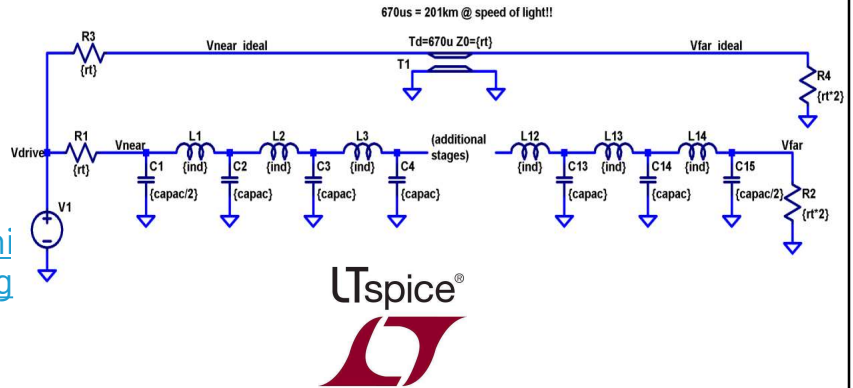 670us = 201km @ speed of light!!
R3
{rt}
Vnear_ideal
Td=670u Z0={rt}
T1
Vfar_ideal
R4
{rt*2}
Vdrive
R1
{rt}
Vnear
L1
{ind}
L2
{ind}
L3
{ind}
(additional
stages)
L12
{ind}
L13
{ind}
L14
{ind}
Vfar
C1
{capac/2}
C2
{capac}
C3
{capac}
C4
{capac}
C13
{capac}
C14
{capac}
C15
{capac/2}
R2
{rt*2}
V1
ni
g
LTspice®